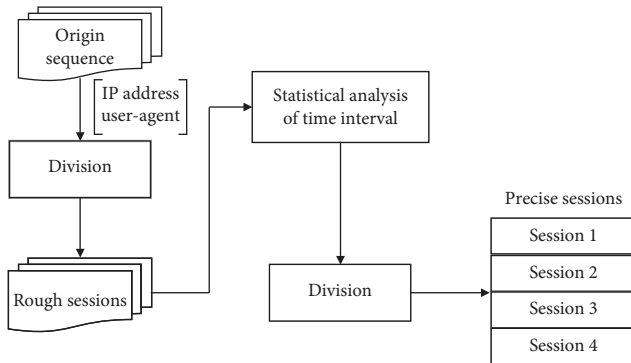 Origin
sequence
IP address
user-agent
Division
Rough sessions
Statistical analysis
of time interval
Division
Precise sessions
Session 1
Session 2
Session 3
Session 4